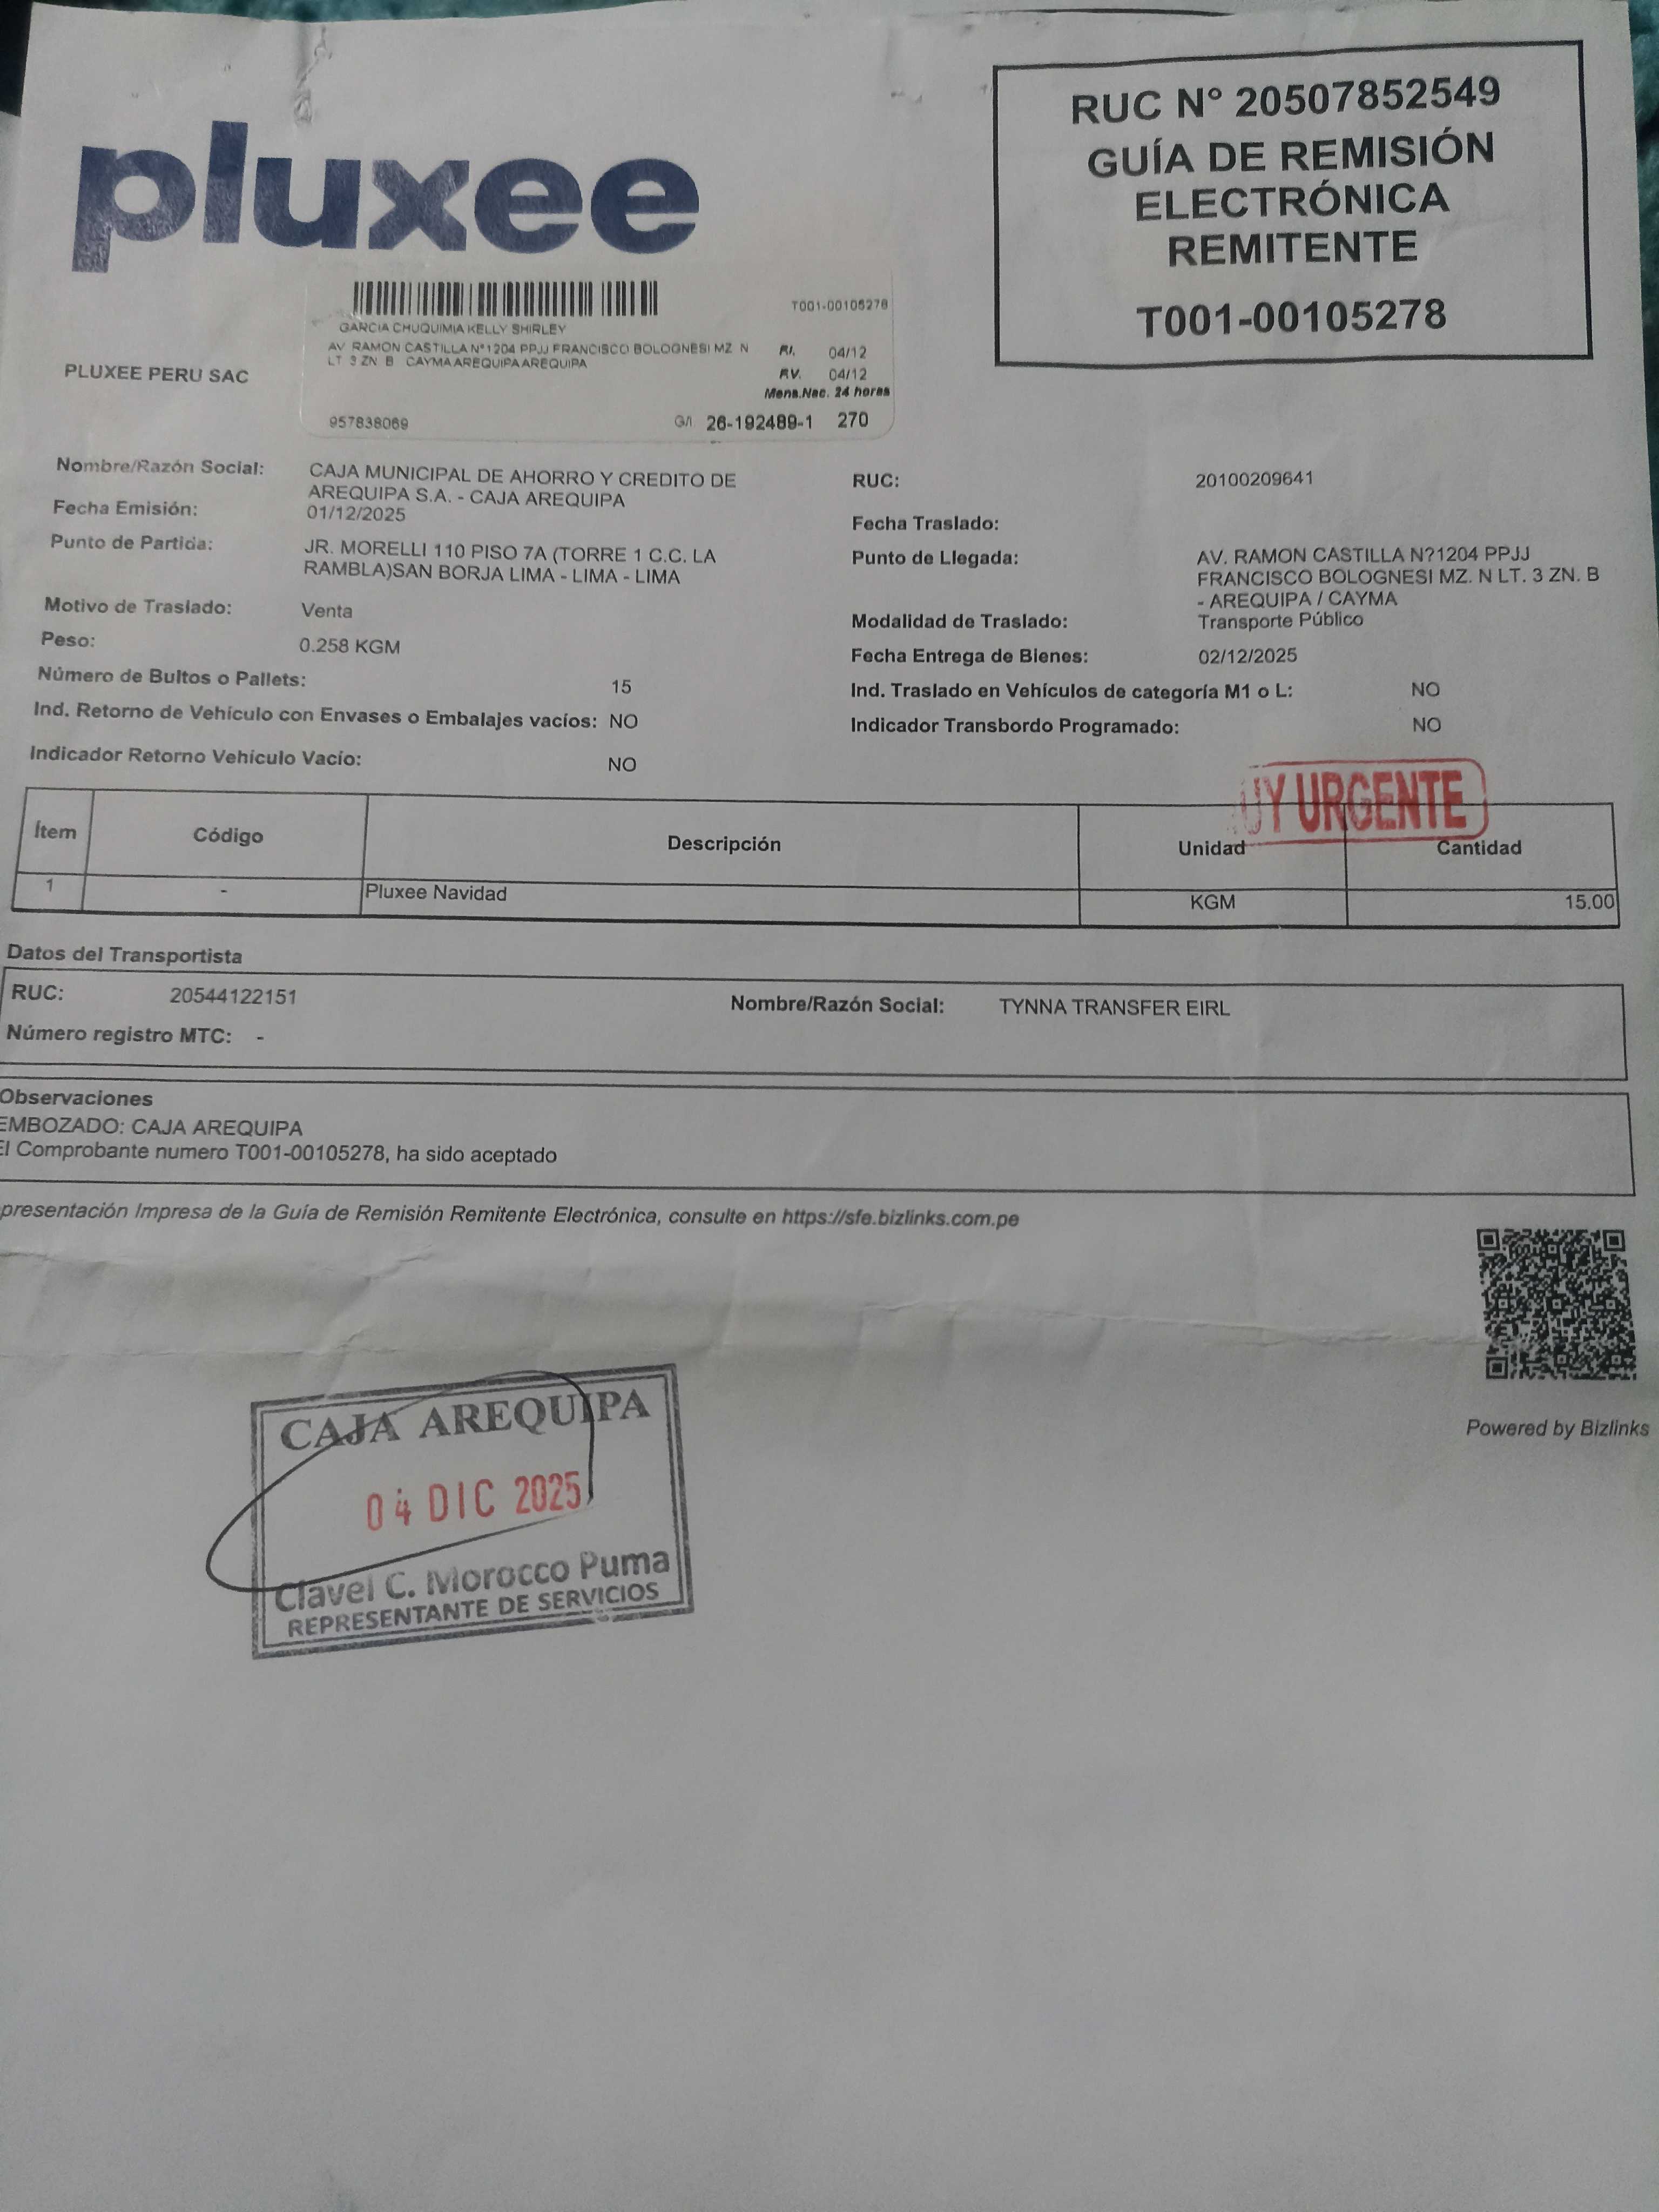 pluxee
RUC N° 20507852549
GUÍA DE REMISIÓN
ELECTRÓNICA
REMITENTE
T001-00105278
PLUXEE PERU SAC
T001-00105278
GARCIA CHUQUIMIA KELLY SHIRLEY
AV RAMON CASTILLA N°1204 PPJJ FRANCISCO BOLOGNESI MZ N
LT 3 ZN B CAYMA AREQUIPA AREQUIPA
RI. 04/12
RV. 04/12
Mens.Nac. 24 horas
957838069 G/I 26-192489-1 270
Nombre/Razón Social: CAJA MUNICIPAL DE AHORRO Y CREDITO DE
AREQUIPA S.A. - CAJA AREQUIPA
RUC: 20100209641
Fecha Emisión: 01/12/2025
Fecha Traslado:
Punto de Partida: JR. MORELLI 110 PISO 7A (TORRE 1 C.C. LA
RAMBLA)SAN BORJA LIMA - LIMA - LIMA
Punto de Llegada: AV. RAMON CASTILLA N?1204 PPJJ
FRANCISCO BOLOGNESI MZ. N LT. 3 ZN. B
- AREQUIPA / CAYMA
Motivo de Traslado: Venta
Modalidad de Traslado: Transporte Público
Peso: 0.258 KGM
Fecha Entrega de Bienes: 02/12/2025
Número de Bultos o Pallets: 15
Ind. Traslado en Vehículos de categoría M1 o L: NO
Ind. Retorno de Vehículo con Envases o Embalajes vacíos: NO
Indicador Transbordo Programado: NO
Indicador Retorno Vehículo Vacío: NO
UY URGENTE
Ítem Código Descripción Unidad Cantidad
1 - Pluxee Navidad KGM 15.00
Datos del Transportista
RUC: 20544122151 Nombre/Razón Social: TYNNA TRANSFER EIRL
Número registro MTC: -
Observaciones
EMBOZADO: CAJA AREQUIPA
El Comprobante numero T001-00105278, ha sido aceptado
presentación Impresa de la Guía de Remisión Remitente Electrónica, consulte en https://sfe.bizlinks.com.pe
Powered by Bizlinks
CAJA AREQUIPA
04 DIC 2025
Clavel C. Morocco Puma
REPRESENTANTE DE SERVICIOS